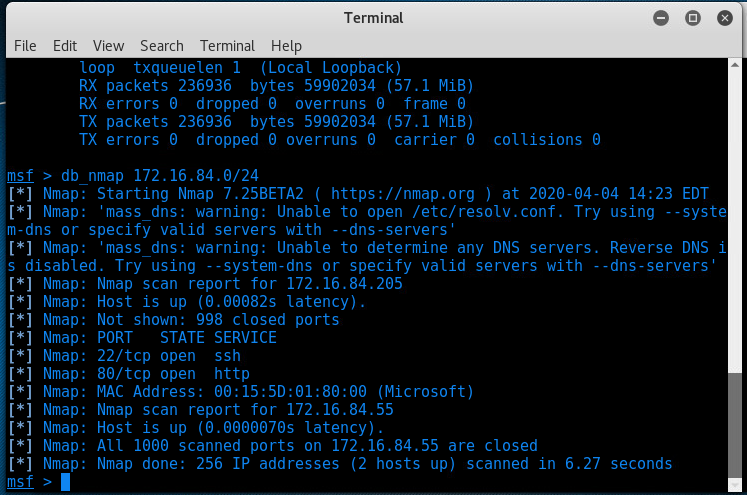 Terminal
File Edit View Search Terminal Help
loop txqueuelen 1 (Local Loopback)
RX packets 236936 bytes 59902034 (57.1 MiB)
RX errors 0 dropped 0 overruns 0 frame 0
TX packets 236936 bytes 59902034 (57.1 MiB)
TX errors 0 dropped 0 overruns 0 carrier 0 collisions 0
msf > db_nmap 172.16.84.0/24
[*] Nmap: Starting Nmap 7.25BETA2 ( https://nmap.org ) at 2020-04-04 14:23 EDT
[*] Nmap: 'mass_dns: warning: Unable to open /etc/resolv.conf. Try using --syste
m-dns or specify valid servers with --dns-servers'
[*] Nmap: 'mass_dns: warning: Unable to determine any DNS servers. Reverse DNS i
s disabled. Try using --system-dns or specify valid servers with --dns-servers'
[*] Nmap: Nmap scan report for 172.16.84.205
[*] Nmap: Host is up (0.00082s latency).
[*] Nmap: Not shown: 998 closed ports
[*] Nmap: PORT STATE SERVICE
[*] Nmap: 22/tcp open ssh
[*] Nmap: 80/tcp open http
[*] Nmap: MAC Address: 00:15:5D:01:80:00 (Microsoft)
[*] Nmap: Nmap scan report for 172.16.84.55
[*] Nmap: Host is up (0.0000070s latency).
[*] Nmap: All 1000 scanned ports on 172.16.84.55 are closed
[*] Nmap: Nmap done: 256 IP addresses (2 hosts up) scanned in 6.27 seconds
msf >